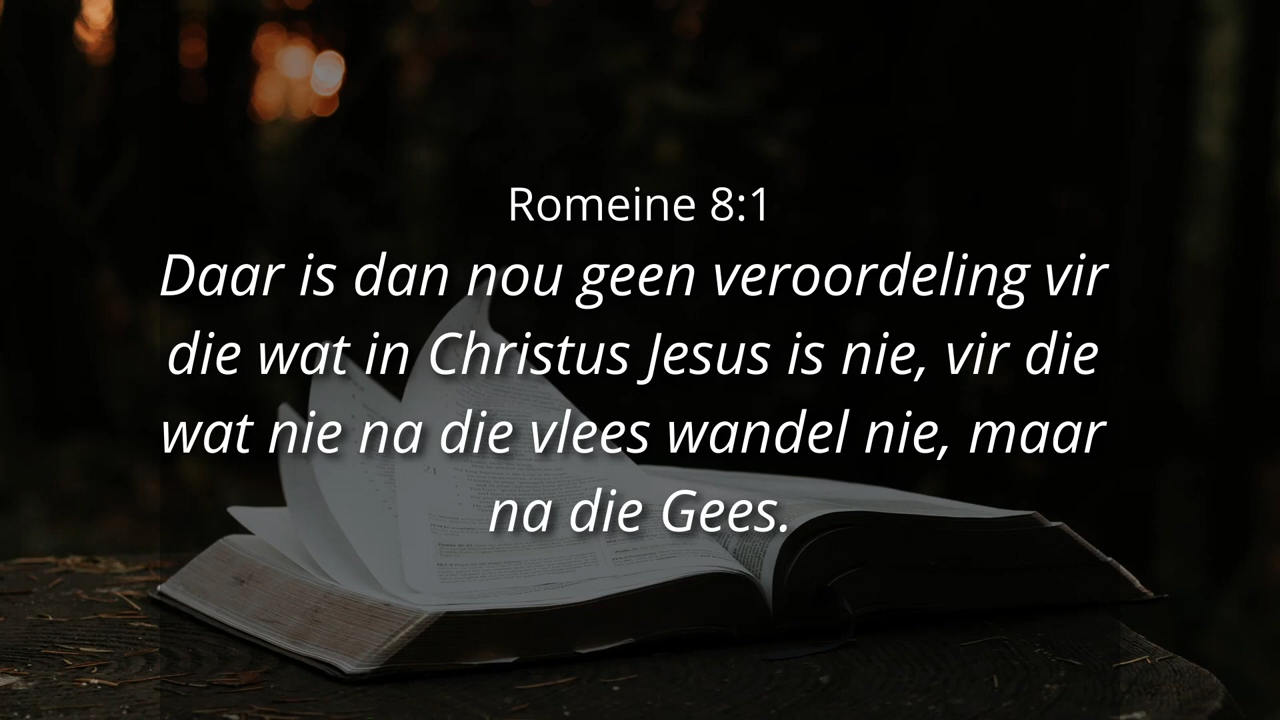 Romeine 8:1
Daar is dan nou geen veroordeling vir
die wat in Christus Jesus is nie, vir die
wat nie na die vlees wandel nie, maar
na die Gees.